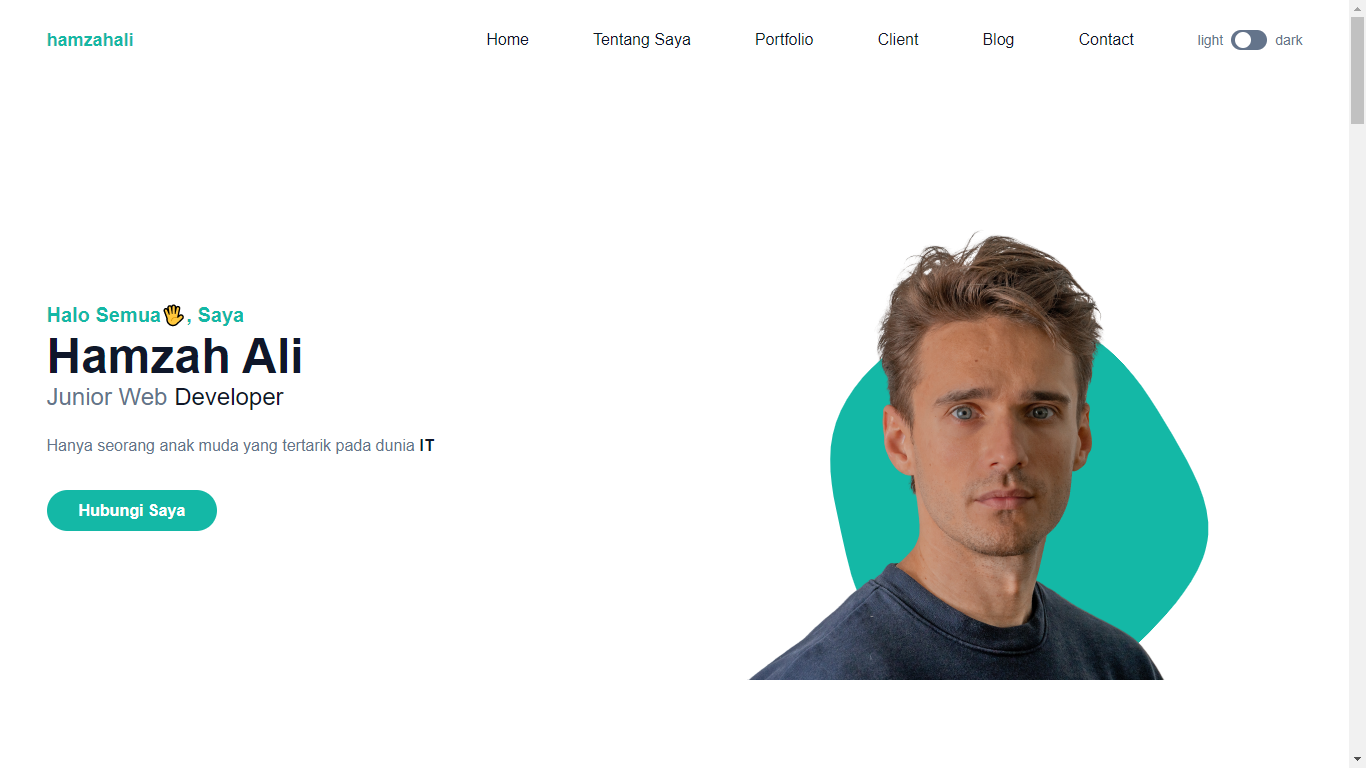 hamzahali
Home Tentang Saya Portfolio Client Blog Contact light dark
Halo Semua🖐, Saya
Hamzah Ali
Junior Web Developer
Hanya seorang anak muda yang tertarik pada dunia IT
Hubungi Saya